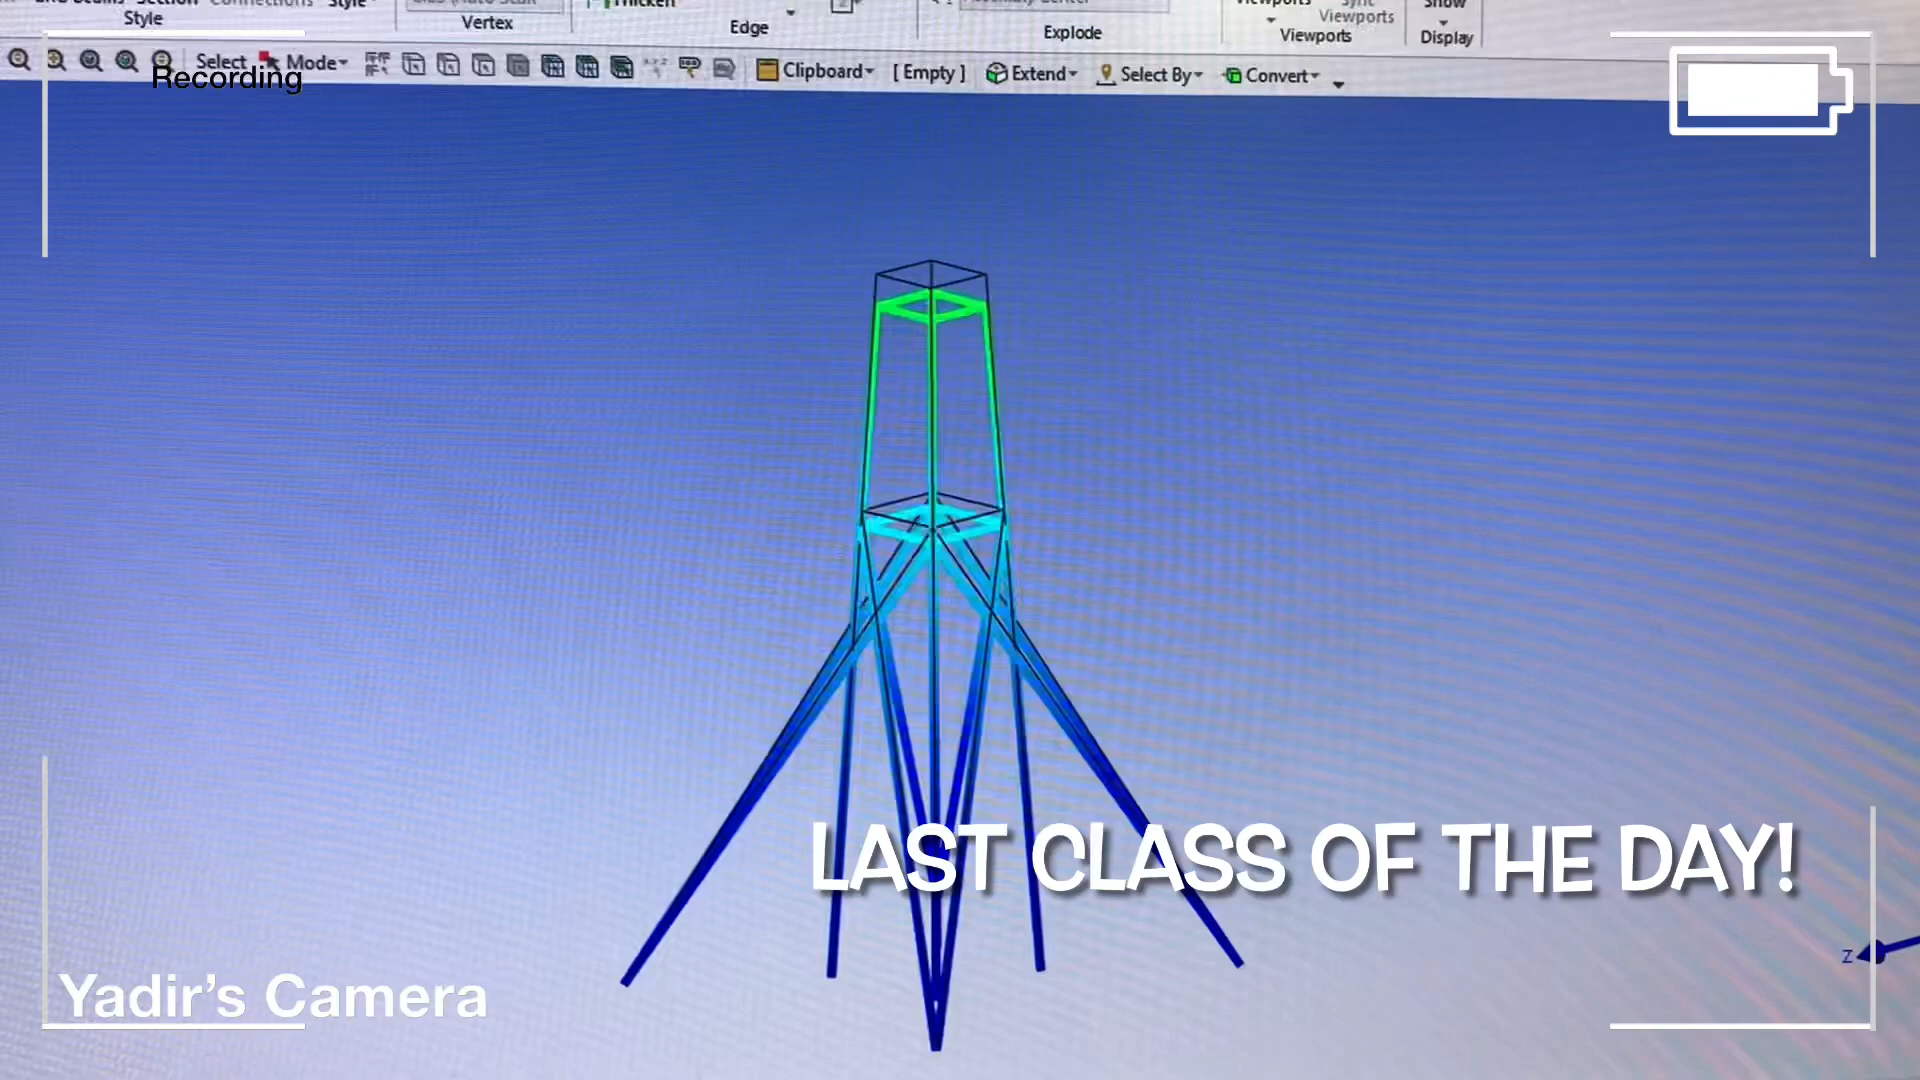 Style
Vertex
Edge
Explode
Viewports
Viewports
Display
Select Mode
Clipboard [ Empty ] Extend Select By Convert
Recording
LAST CLASS OF THE DAY!
Z
Yadir's Camera